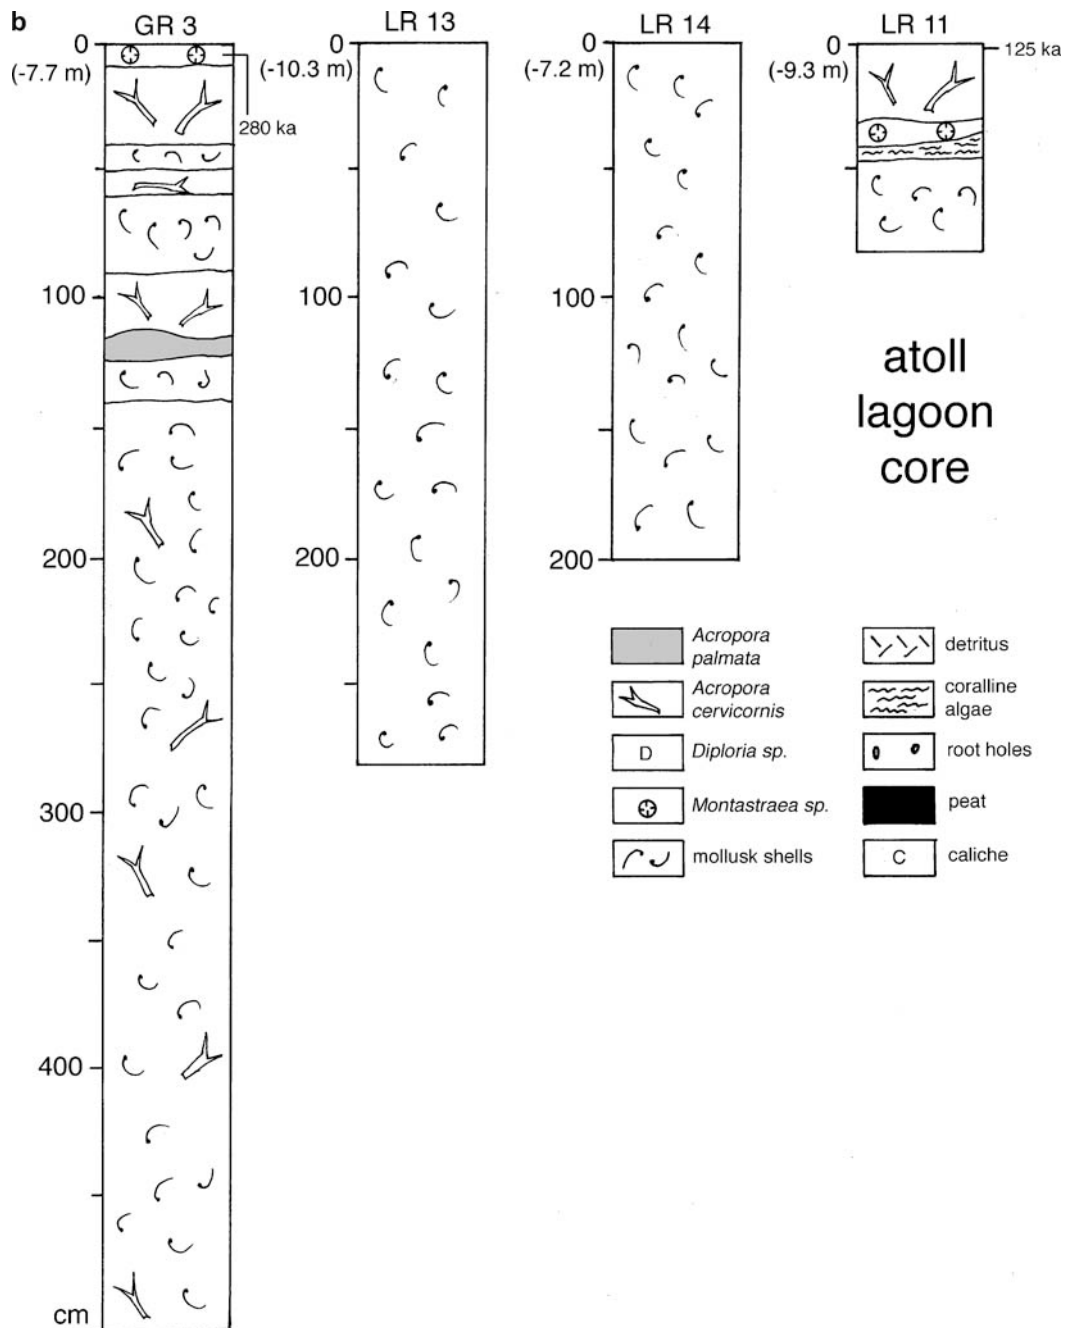 b
GR 3
LR 13
LR 14
LR 11
0
(-7.7 m)
280 ka
100
200
300
400
cm
0
(-10.3 m)
100
200
0
(-7.2 m)
100
200
0
(-9.3 m)
125 ka
atoll
lagoon
core
Acropora
palmata
Acropora
cervicornis
D
Diploria sp.
Montastraea sp.
mollusk shells
detritus
coralline
algae
root holes
peat
C
caliche